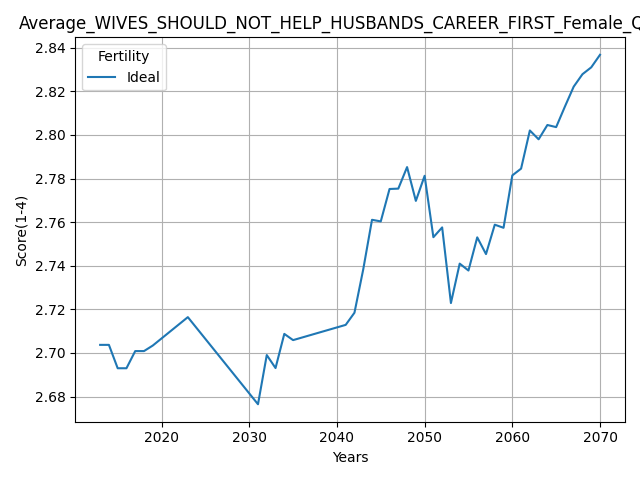 Average_WIVES_SHOULD_NOT_HELP_HUSBANDS_CAREER_FIRST_Female_Q
Fertility
Ideal
Score(1-4)
2.84
2.82
2.80
2.78
2.76
2.74
2.72
2.70
2.68
2020 2030 2040 2050 2060 2070
Years